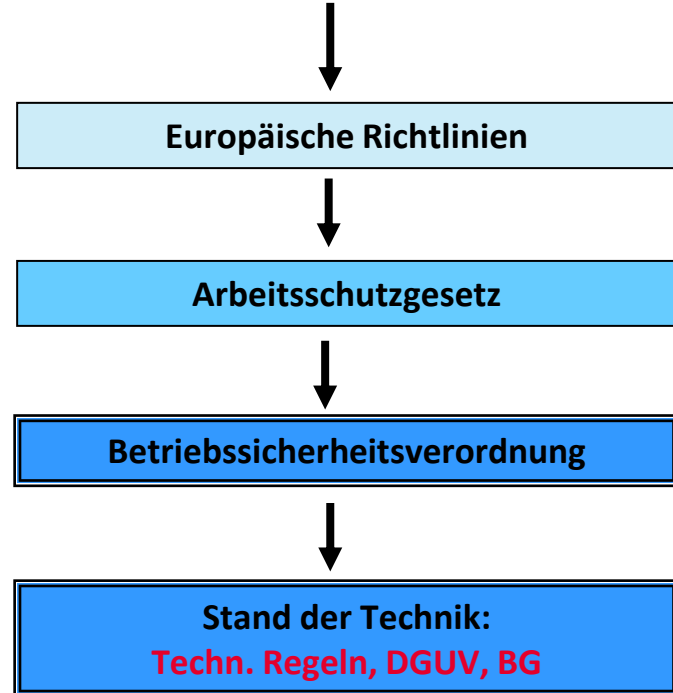 Europäische Richtlinien
Arbeitsschutzgesetz
Betriebssicherheitsverordnung
Stand der Technik:
Techn. Regeln, DGUV, BG